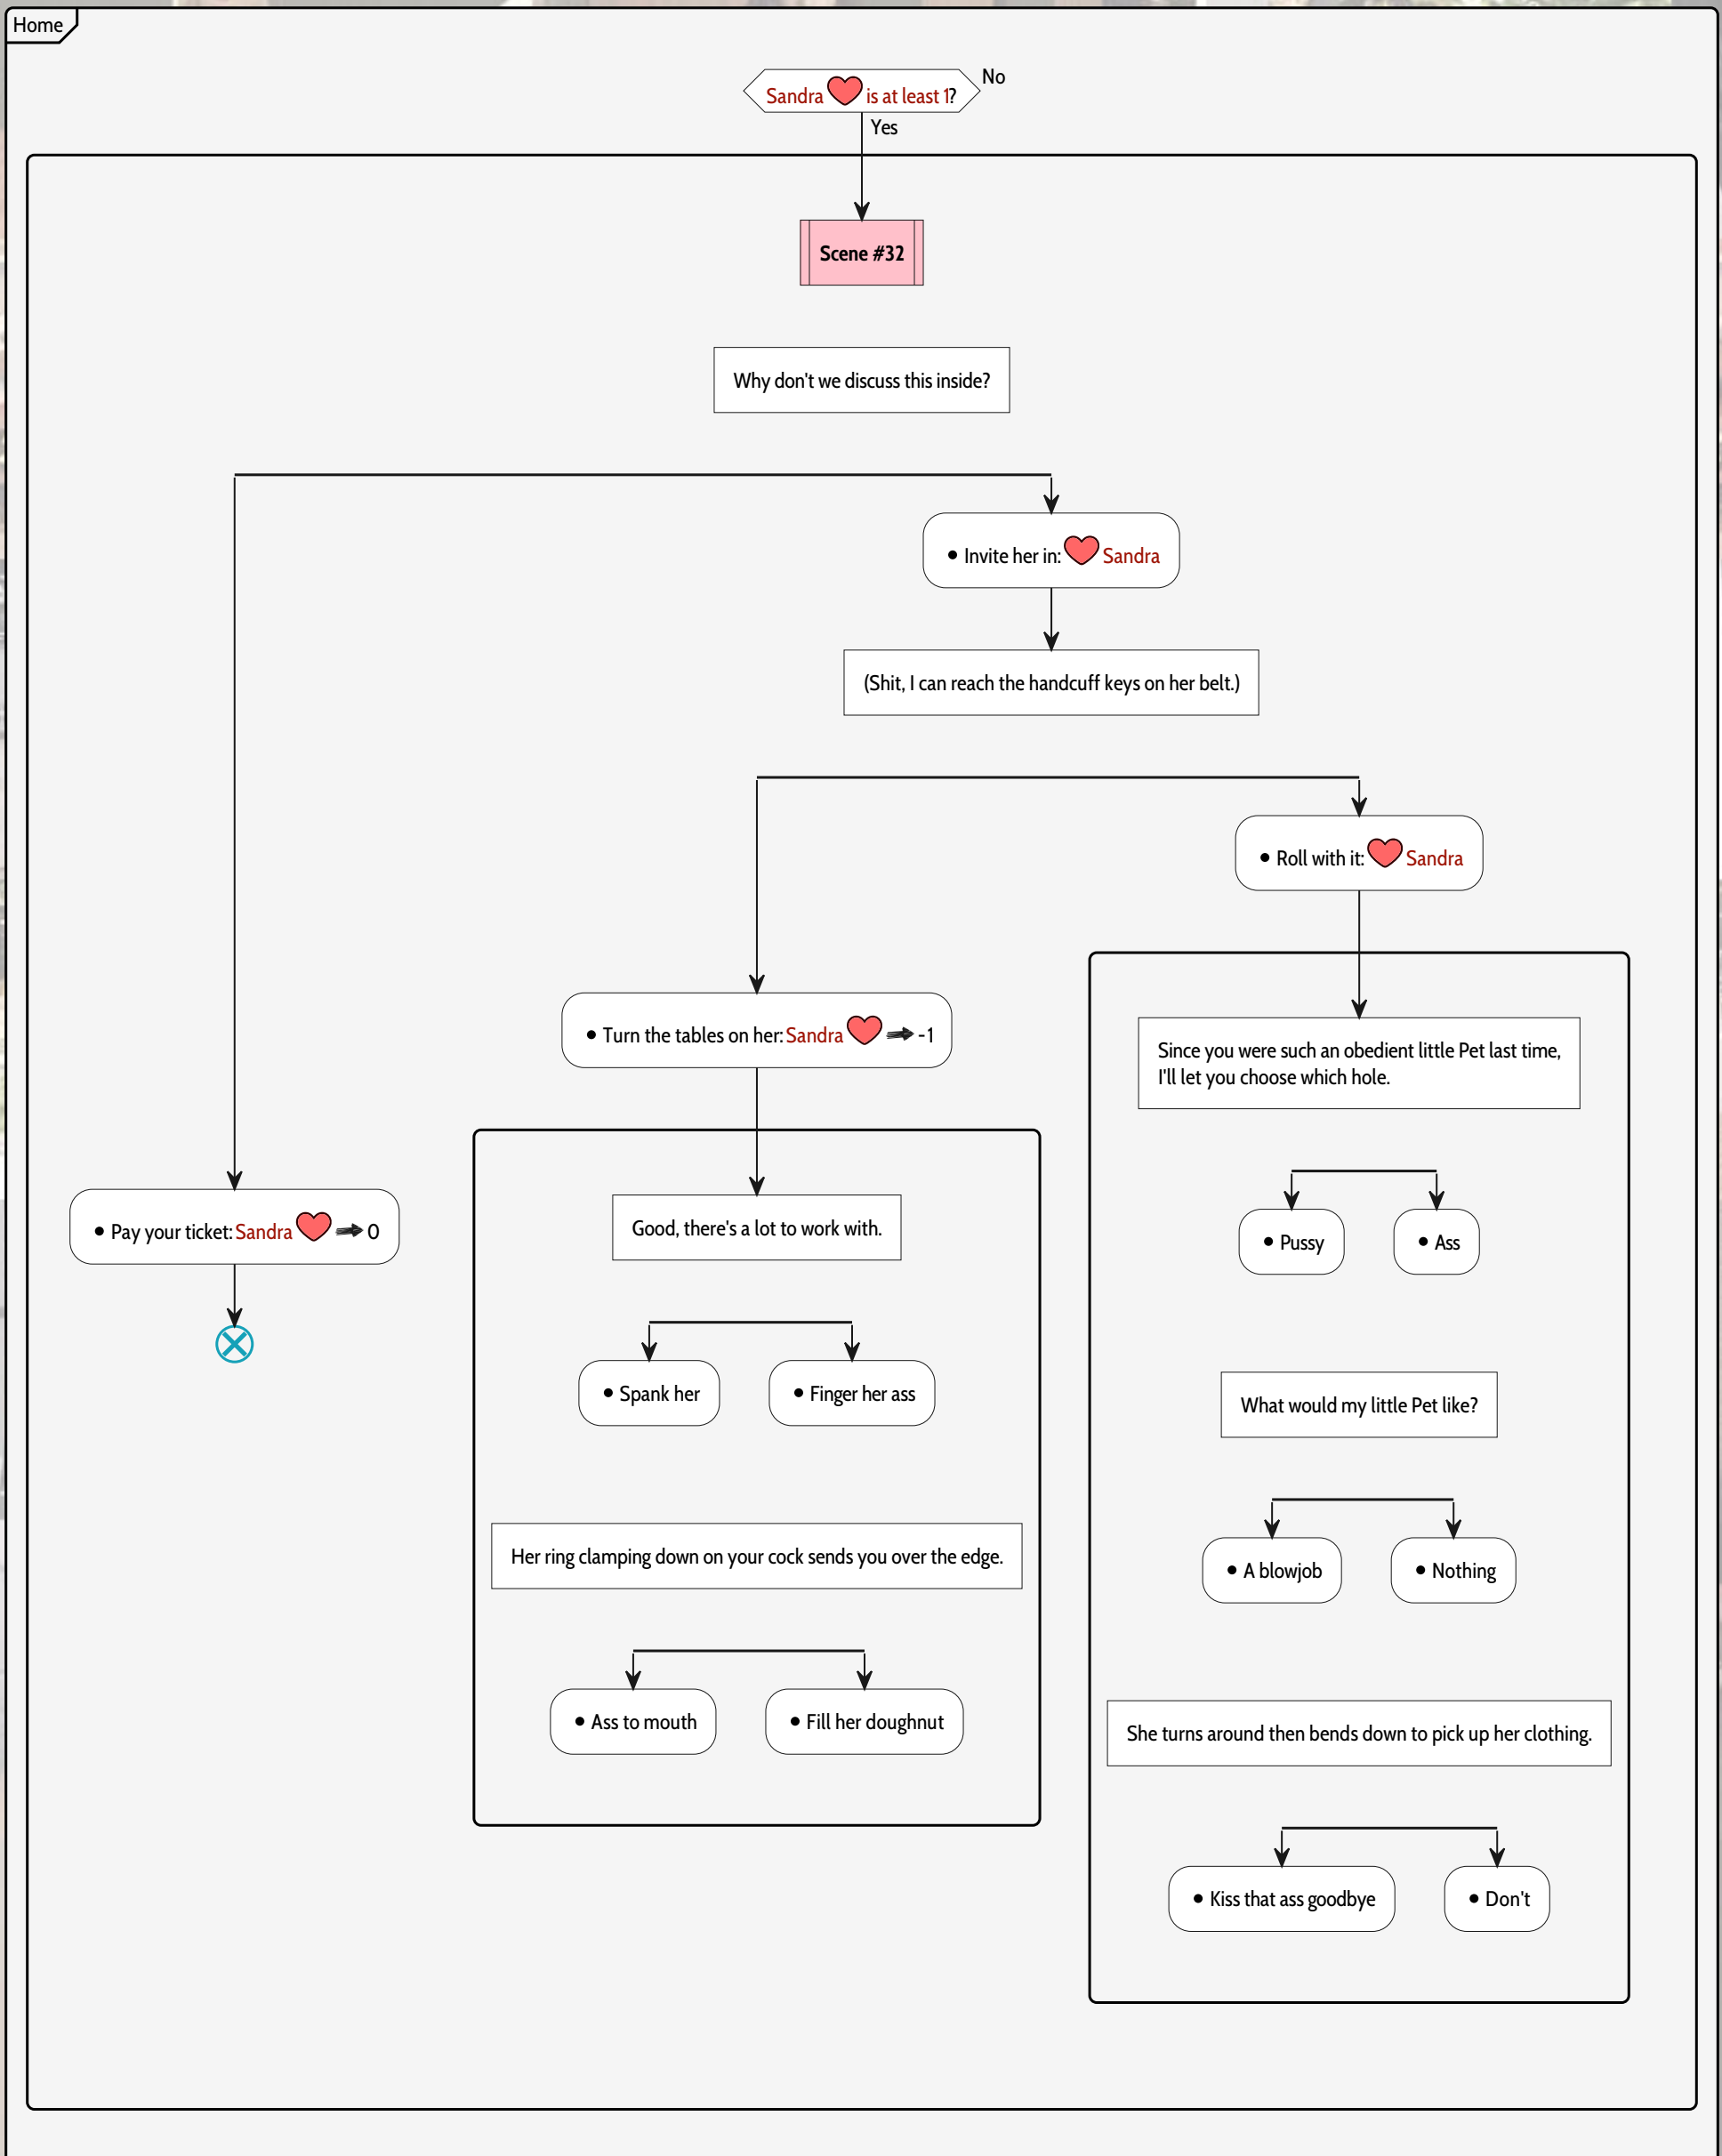 Home
Sandra is at least 1?
No
Yes
Scene #32
Why don't we discuss this inside?
• Invite her in: Sandra
(Shit, I can reach the handcuff keys on her belt.)
• Roll with it: Sandra
• Turn the tables on her: Sandra -1
Since you were such an obedient little Pet last time,
I'll let you choose which hole.
• Pay your ticket: Sandra 0
Good, there's a lot to work with.
• Pussy
• Ass
• Spank her
• Finger her ass
What would my little Pet like?
Her ring clamping down on your cock sends you over the edge.
• A blowjob
• Nothing
• Ass to mouth
• Fill her doughnut
She turns around then bends down to pick up her clothing.
• Kiss that ass goodbye
• Don't